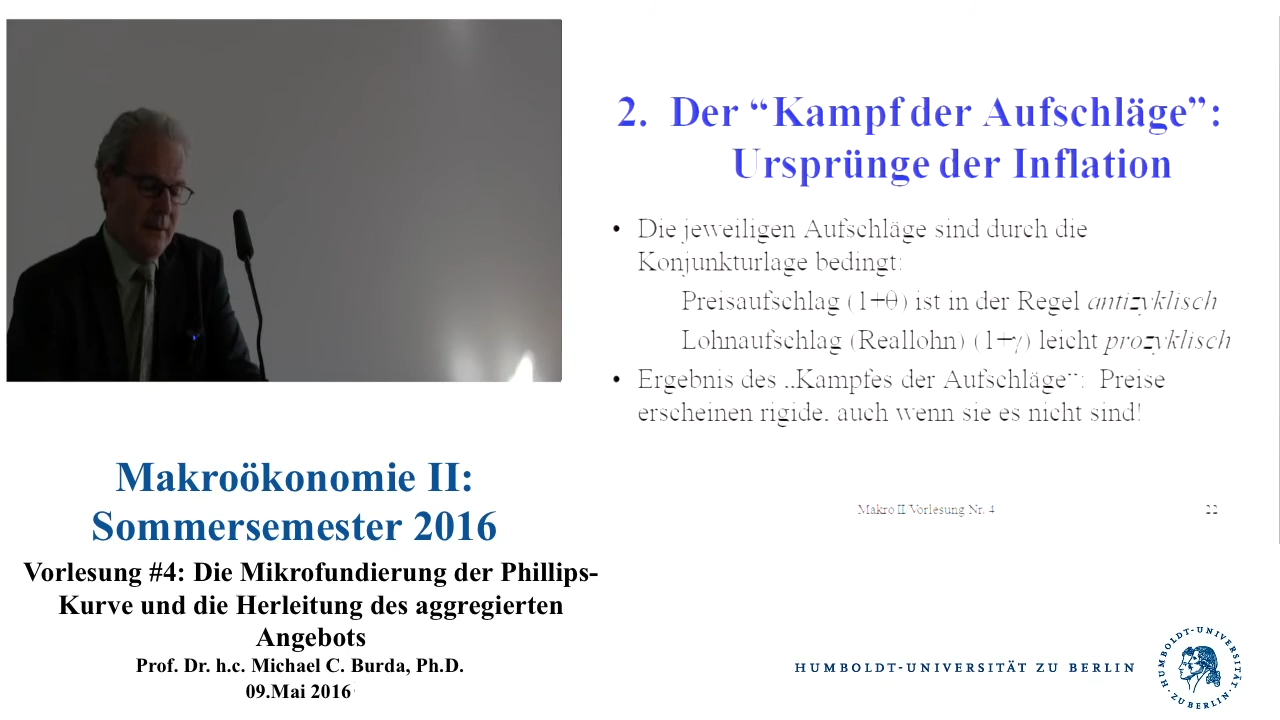 2. Der “Kampf der Aufschläge”:
Ursprünge der Inflation
• Die jeweiligen Aufschläge sind durch die
Konjunkturlage bedingt:
Preisaufschlag (1+θ) ist in der Regel antizyklisch
Lohnaufschlag (Reallohn) (1+γ) leicht prozyklisch
• Ergebnis des „Kampfes der Aufschläge“: Preise
erscheinen rigide, auch wenn sie es nicht sind!
Makro II/Vorlesung Nr. 4 22
Makroökonomie II:
Sommersemester 2016
Vorlesung #4: Die Mikrofundierung der Phillips-
Kurve und die Herleitung des aggregierten
Angebots
Prof. Dr. h.c. Michael C. Burda, Ph.D.
09.Mai 2016
HUMBOLDT-UNIVERSITÄT ZU BERLIN
HUMBOLDT-UNIVERSITÄT ZU BERLIN